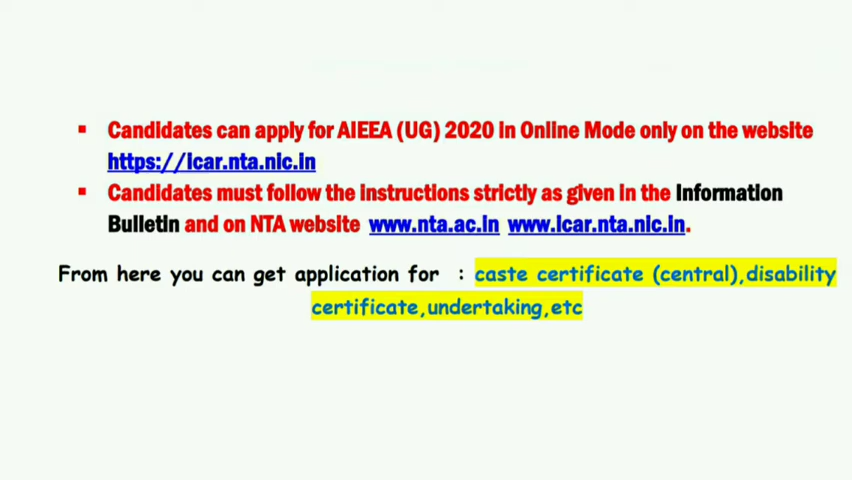 ▪ Candidates can apply for AIEEA (UG) 2020 in Online Mode only on the website
https://icar.nta.nic.in
▪ Candidates must follow the instructions strictly as given in the Information
Bulletin and on NTA website www.nta.ac.in www.icar.nta.nic.in.
From here you can get application for : caste certificate (central),disability
certificate,undertaking,etc